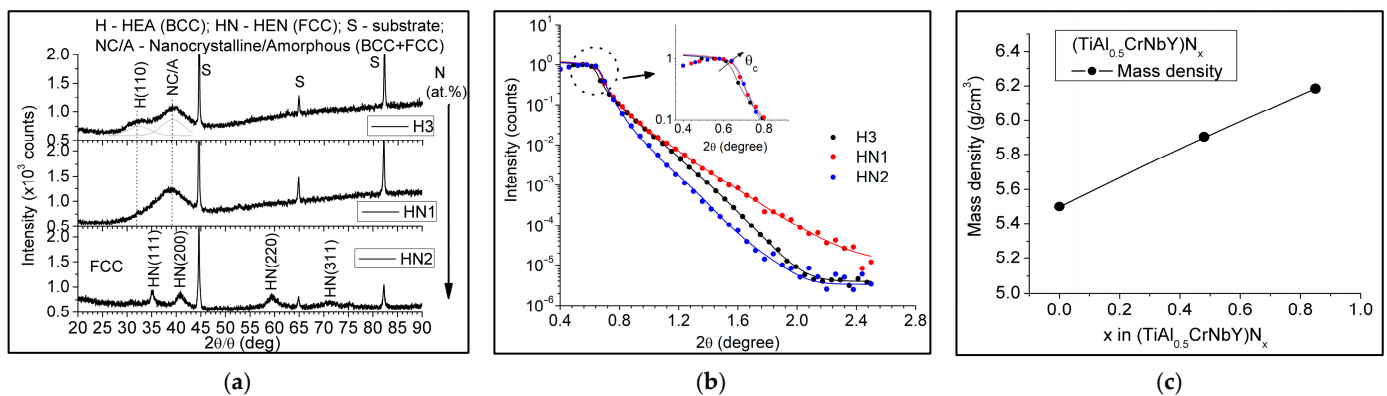 H - HEA (BCC); HN - HEN (FCC); S - substrate;
NC/A - Nanocrystalline/Amorphous (BCC+FCC)
2.0
1.5
1.0
0.5
H(110)
NC/A
S
S
S
N
(at.%)
H3
2.0
1.5
1.0
0.5
HN1
2.0
1.5
1.0
0.5
FCC
HN(111)
HN(200)
HN(220)
HN(311)
HN2
Intensity (x10³ counts)
20 25 30 35 40 45 50 55 60 65 70 75 80 85 90
2θ/θ (deg)
(a)
10¹
10⁰
10⁻¹
10⁻²
10⁻³
10⁻⁴
10⁻⁵
10⁻⁶
Intensity (counts)
1
0.1
θc
0.4 0.6 0.8
2θ (degree)
H3
HN1
HN2
0.4 0.8 1.2 1.6 2.0 2.4 2.8
2θ (degree)
(b)
6.4
6.2
6.0
5.8
5.6
5.4
5.2
5.0
Mass density (g/cm³)
(TiAl₀.₅CrNbY)Nₓ
Mass density
0.0 0.2 0.4 0.6 0.8 1.0
x in (TiAl₀.₅CrNbY)Nₓ
(c)